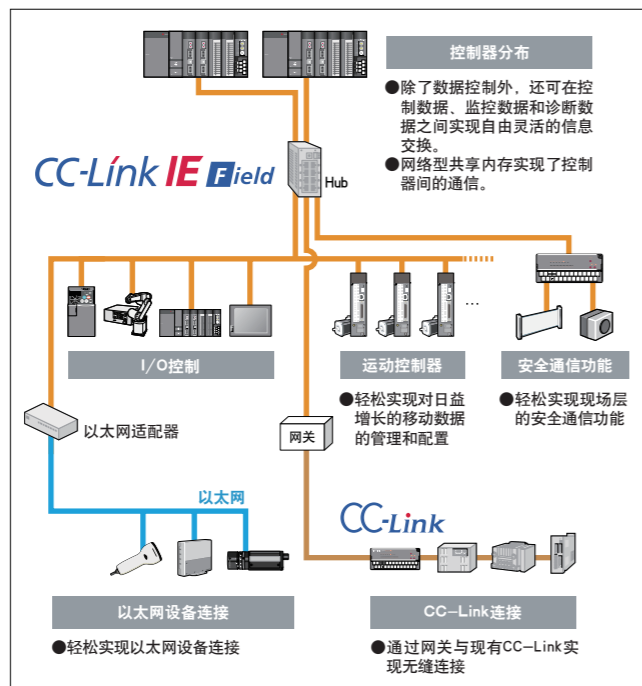 控制器分布
●除了数据控制外，还可在控
制数据、监控数据和诊断数
据之间实现自由灵活的信息
交换。
●网络型共享内存实现了控制
器间的通信。
CC-Link IE Field
Hub
I/O控制
运动控制器
●轻松实现对日益
增长的移动数据
的管理和配置
...
安全通信功能
●轻松实现现场层
的安全通信功能
以太网适配器
网关
以太网
CC-Link
以太网设备连接
●轻松实现以太网设备连接
CC-Link连接
●通过网关与现有CC-Link实
现无缝连接